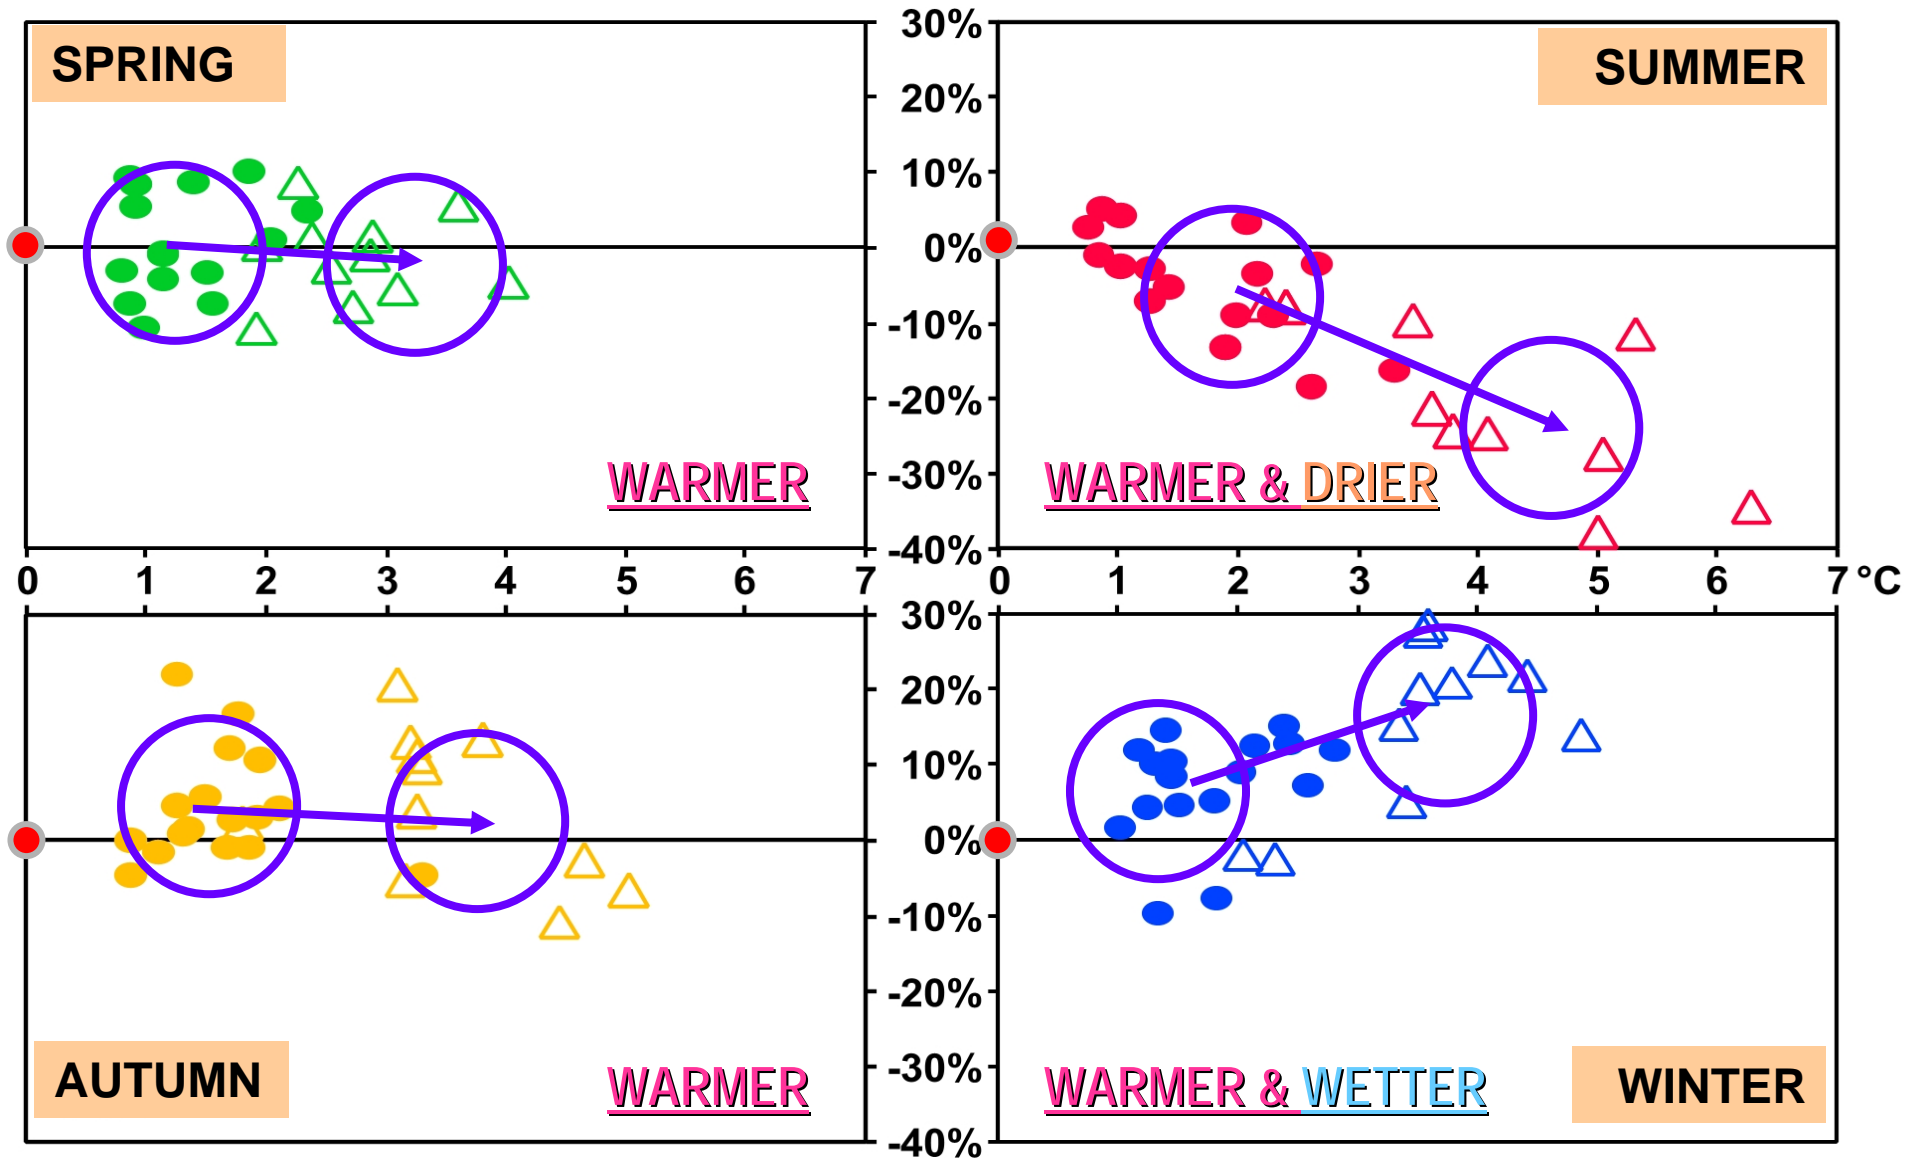 SPRING
WARMER
30%
20%
10%
0%
-10%
-20%
-30%
-40%
SUMMER
WARMER & DRIER
0 1 2 3 4 5 6 7
0 1 2 3 4 5 6 7 °C
AUTUMN
WARMER
30%
20%
10%
0%
-10%
-20%
-30%
-40%
WARMER & WETTER
WINTER